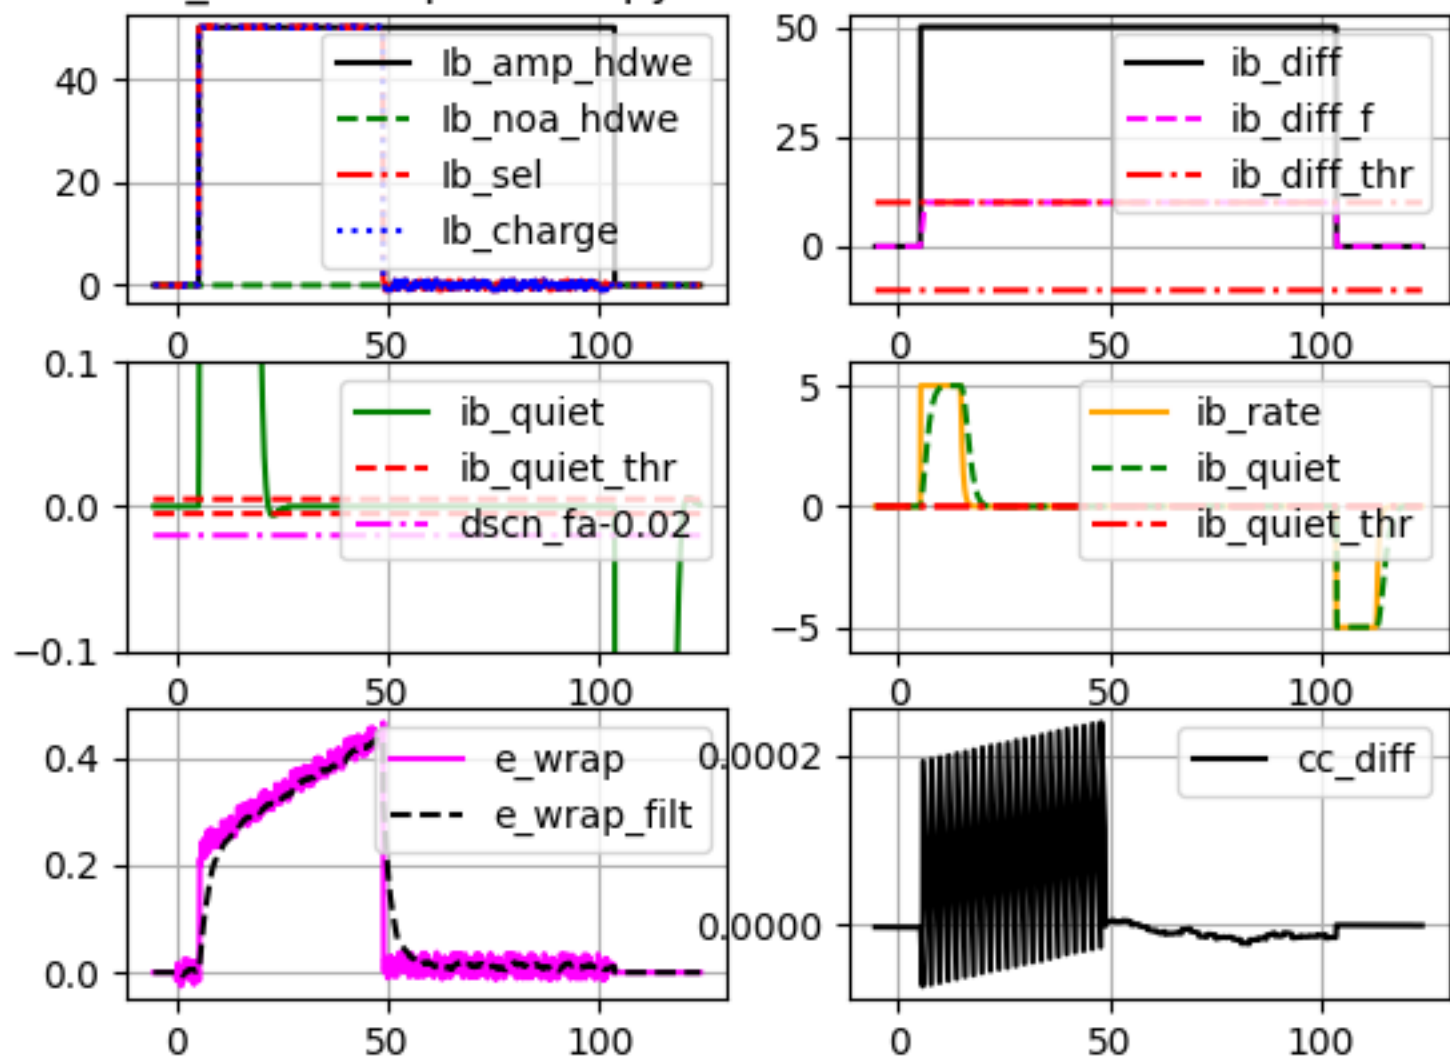 40
20
0
Ib_amp_hdwe
Ib_noa_hdwe
Ib_sel
Ib_charge
0 50 100
50
25
0
ib_diff
ib_diff_f
ib_diff_thr
0 50 100
0.1
0.0
−0.1
ib_quiet
ib_quiet_thr
dscn_fa-0.02
0 50 100
5
0
−5
ib_rate
ib_quiet
ib_quiet_thr
0 50 100
0.4
0.2
0.0
e_wrap
e_wrap_filt
0 50 100
0.0002
0.0000
cc_diff
0 50 100